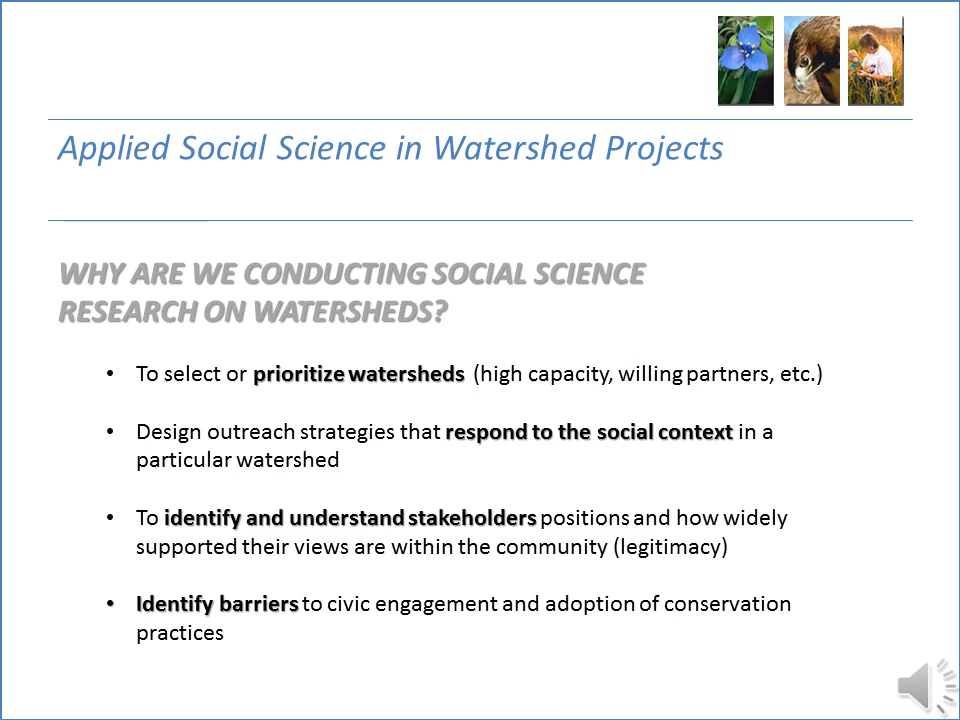 Applied Social Science in Watershed Projects
WHY ARE WE CONDUCTING SOCIAL SCIENCE
RESEARCH ON WATERSHEDS?
• To select or prioritize watersheds (high capacity, willing partners, etc.)
• Design outreach strategies that respond to the social context in a
particular watershed
• To identify and understand stakeholders positions and how widely
supported their views are within the community (legitimacy)
• Identify barriers to civic engagement and adoption of conservation
practices